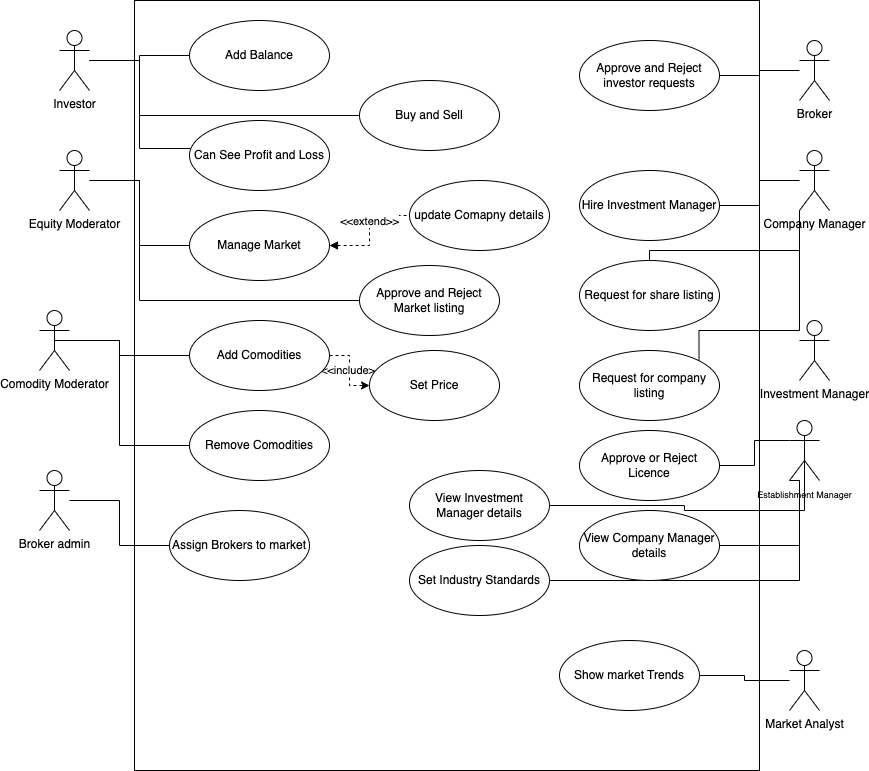 Add Balance
Investor
Approve and Reject
investor requests
Broker
Buy and Sell
Can See Profit and Loss
Equity Moderator
Manage Market
<<extend>>
update Comapny details
Hire Investment Manager
Company Manager
Approve and Reject
Market listing
Request for share listing
Comodity Moderator
Add Comodities
<<include>
Set Price
Request for company
listing
Investment Manager
Remove Comodities
Approve or Reject
Licence
Establishment Manager
View Investment
Manager details
Broker admin
Assign Brokers to market
View Company Manager
details
Set Industry Standards
Show market Trends
Market Analyst